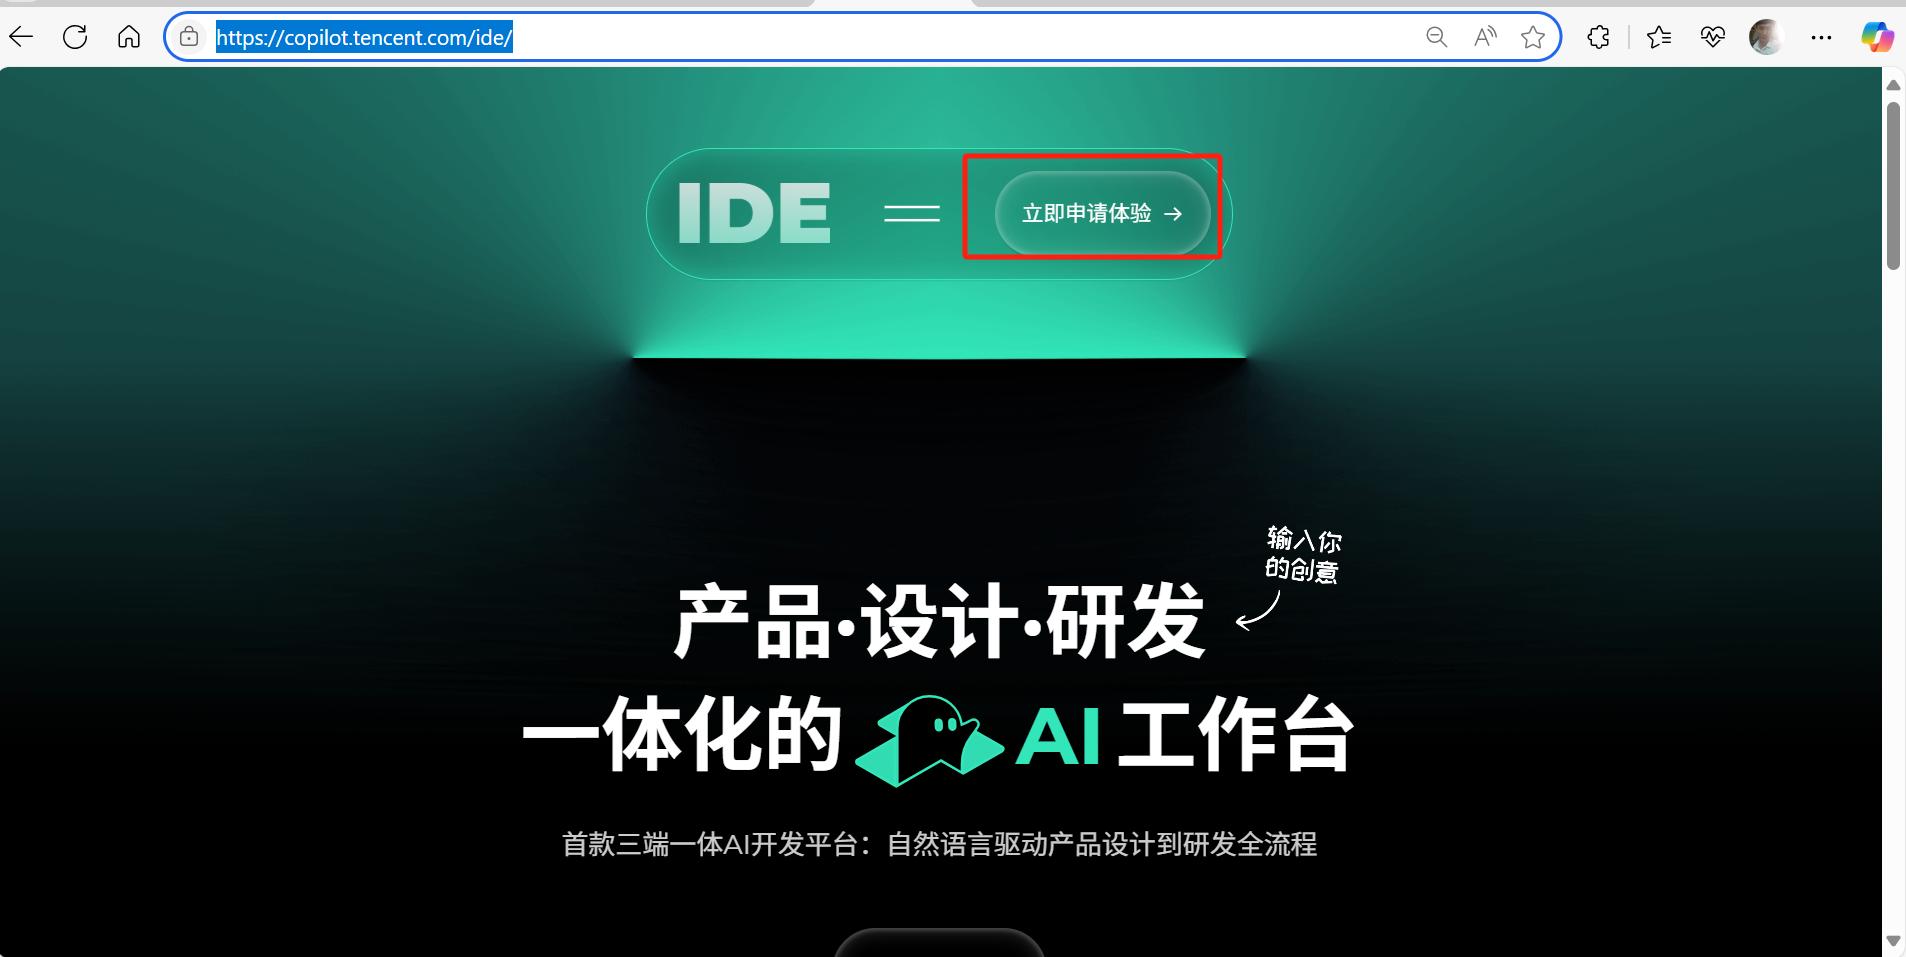 https://copilot.tencent.com/ide/
IDE
立即申请体验 →
输入你
的创意
产品·设计·研发
一体化的 AI 工作台
首款三端一体AI开发平台：自然语言驱动产品设计到研发全流程